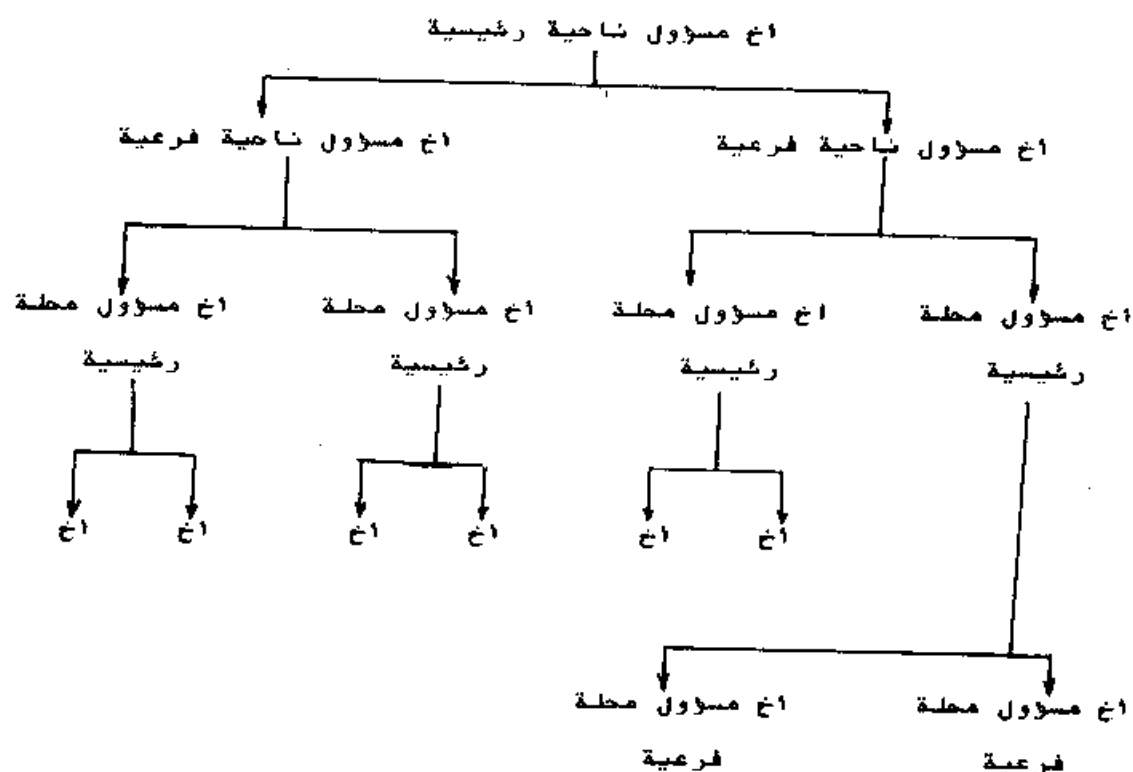 اخ مسؤول ناحية رئيسية
اخ مسؤول ناحية فرعية
اخ مسؤول ناحية فرعية
اخ مسؤول محلة
اخ مسؤول محلة
اخ مسؤول محلة
اخ مسؤول محلة
رئيسية
رئيسية
رئيسية
رئيسية
اخ
اخ
اخ
اخ
اخ
اخ
اخ مسؤول محلة
اخ مسؤول محلة
فرعية
فرعية